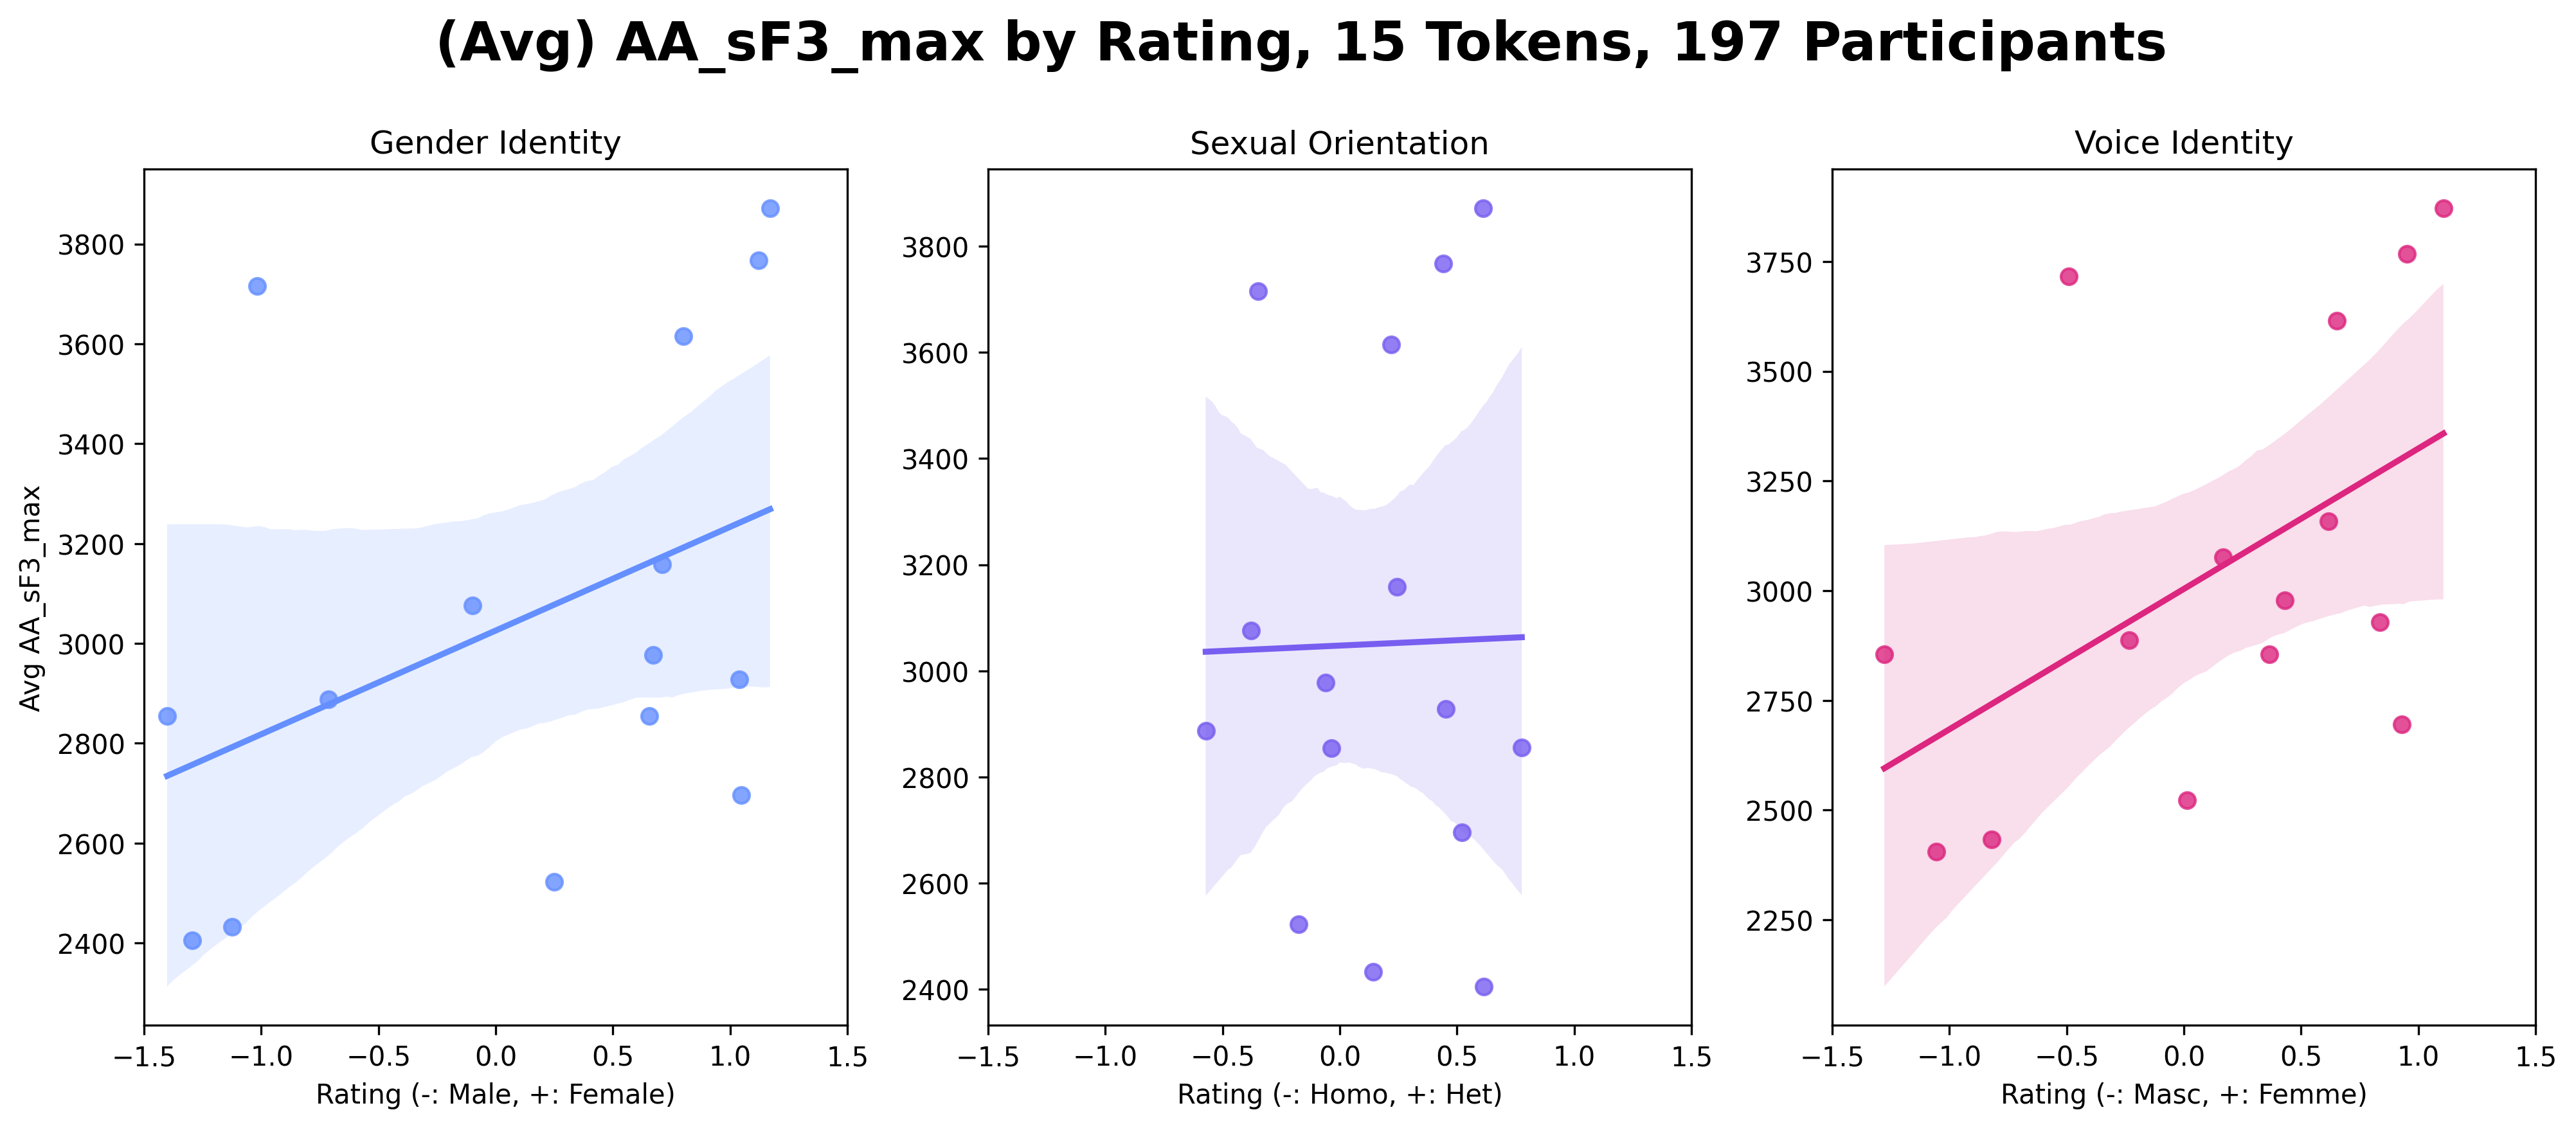 (Avg) AA_sF3_max by Rating, 15 Tokens, 197 Participants
Gender Identity
Avg AA_sF3_max
3800
3600
3400
3200
3000
2800
2600
2400
−1.5 −1.0 −0.5 0.0 0.5 1.0 1.5
Rating (-: Male, +: Female)
Sexual Orientation
3800
3600
3400
3200
3000
2800
2600
2400
−1.5 −1.0 −0.5 0.0 0.5 1.0 1.5
Rating (-: Homo, +: Het)
Voice Identity
3750
3500
3250
3000
2750
2500
2250
−1.5 −1.0 −0.5 0.0 0.5 1.0 1.5
Rating (-: Masc, +: Femme)